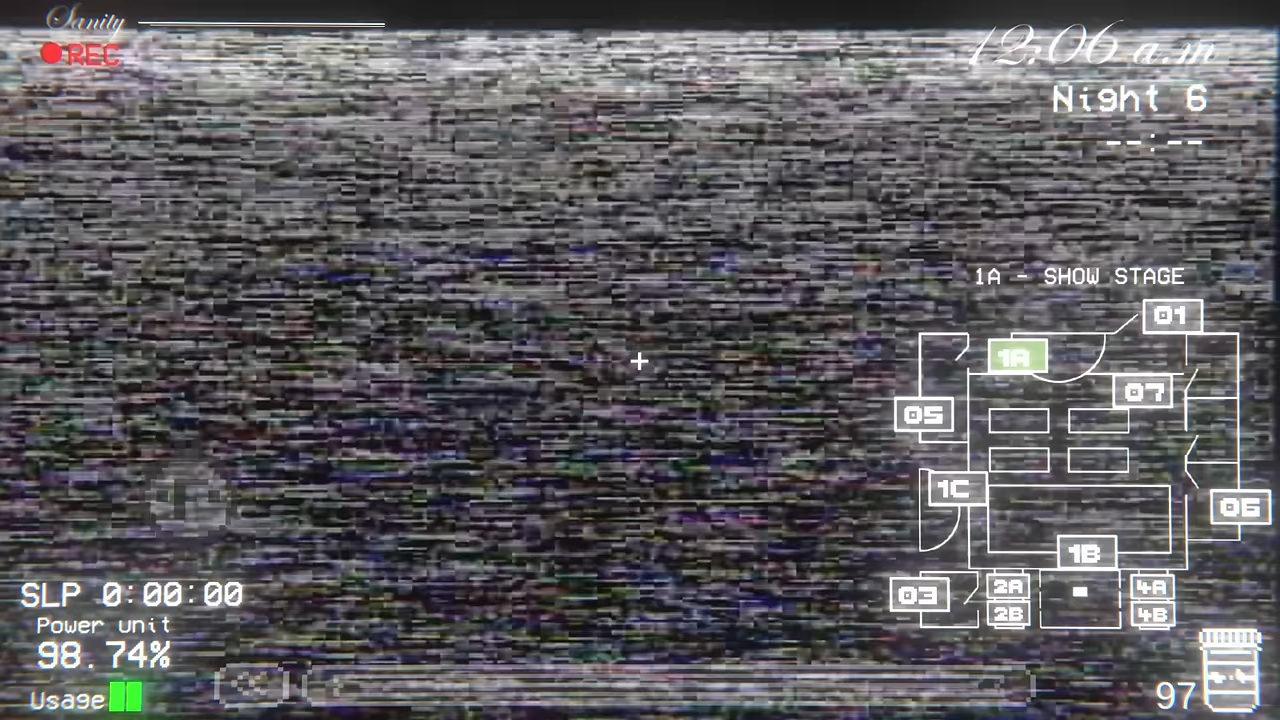 Sanity
REC
12:06 a.m
Night 6
--:--
1A - SHOW STAGE
01
1A
07
05
1C
06
1B
03
2A
4A
2B
4B
SLP 0:00:00
Power unit
98.74%
Usage
97